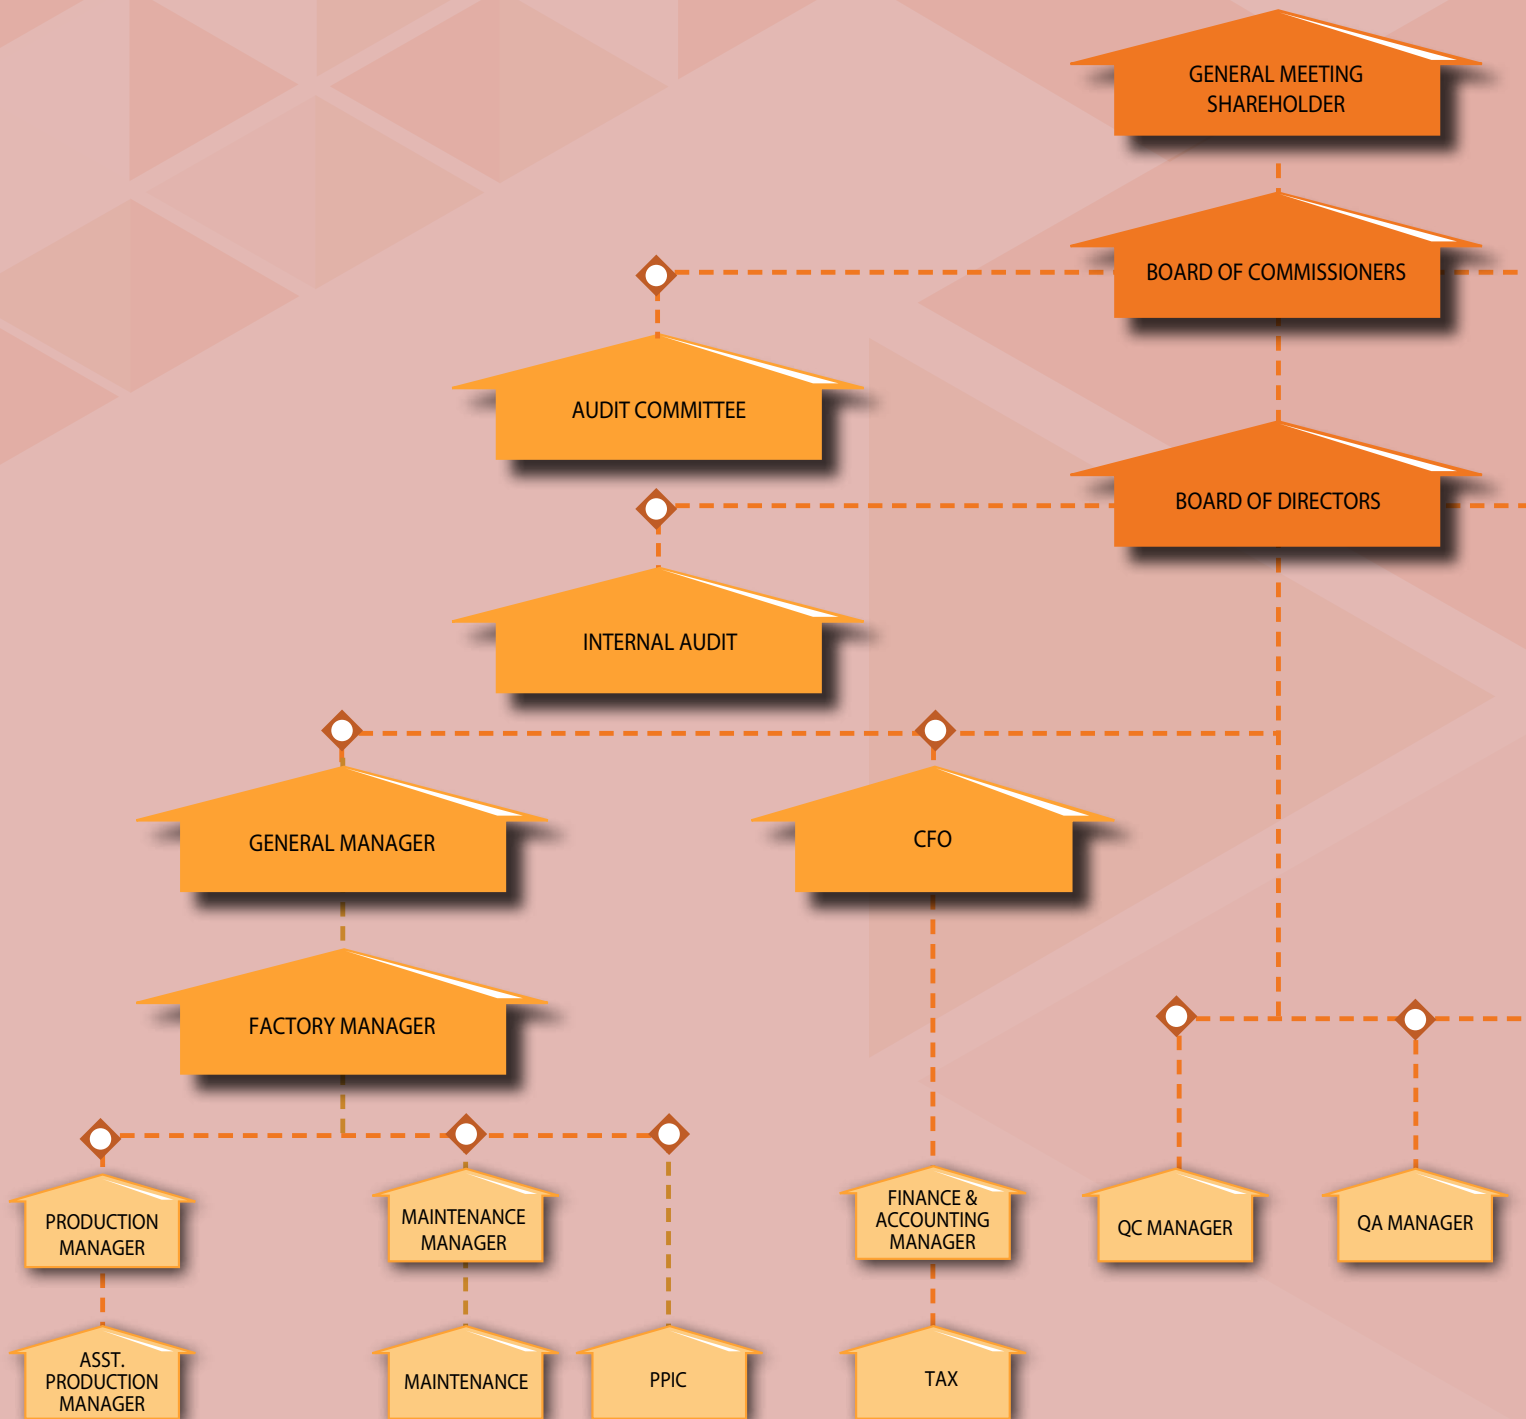 GENERAL MEETING
SHAREHOLDER
BOARD OF COMMISSIONERS
AUDIT COMMITTEE
BOARD OF DIRECTORS
INTERNAL AUDIT
GENERAL MANAGER
CFO
FACTORY MANAGER
PRODUCTION
MANAGER
MAINTENANCE
MANAGER
FINANCE &
ACCOUNTING
MANAGER
QC MANAGER
QA MANAGER
ASST.
PRODUCTION
MANAGER
MAINTENANCE
PPIC
TAX